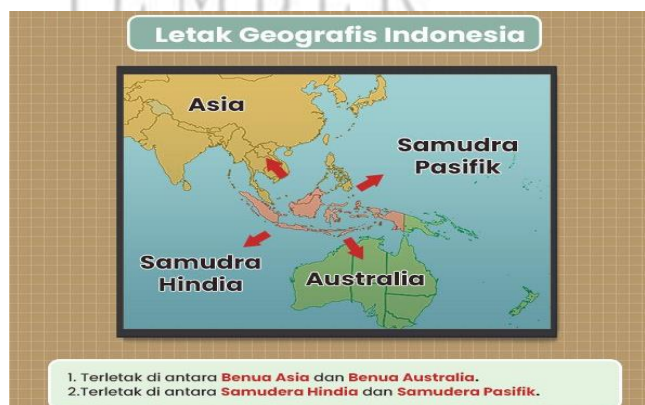 Letak Geografis Indonesia
Asia
Samudra
Pasifik
Samudra
Hindia
Australia
1. Terletak di antara Benua Asia dan Benua Australia.
2.Terletak di antara Samudera Hindia dan Samudera Pasifik.